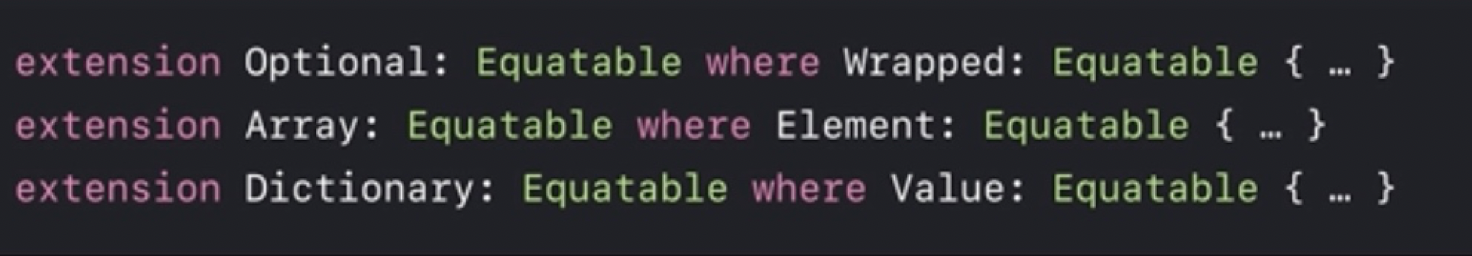 extension Optional: Equatable where Wrapped: Equatable { … }
extension Array: Equatable where Element: Equatable { … }
extension Dictionary: Equatable where Value: Equatable { … }